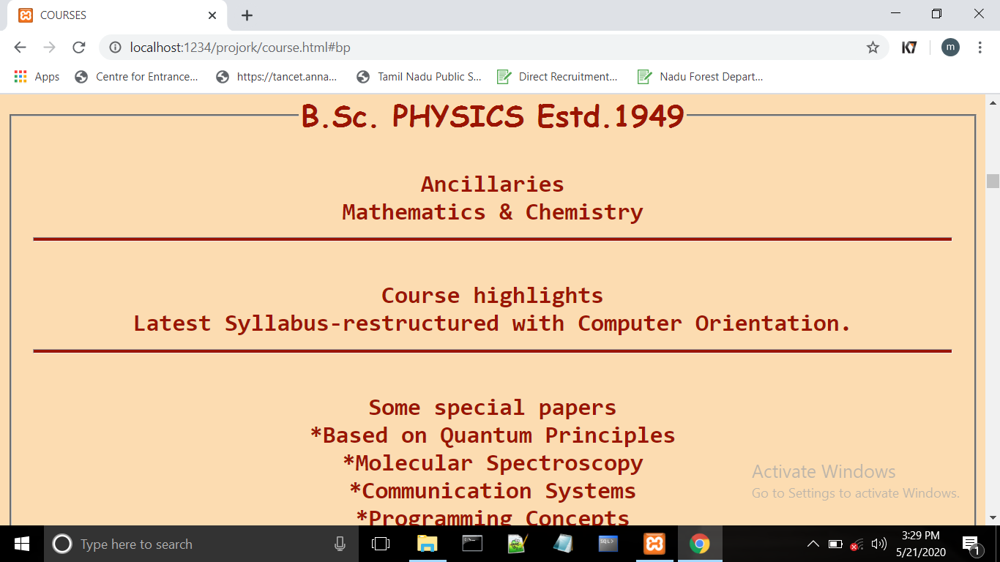 COURSES
localhost:1234/projork/course.html#bp
K7
m
Apps
Centre for Entrance...
https://tancet.anna...
Tamil Nadu Public S...
Direct Recruitment...
Nadu Forest Depart...
B.Sc. PHYSICS Estd.1949
Ancillaries
Mathematics & Chemistry
Course highlights
Latest Syllabus-restructured with Computer Orientation.
Some special papers
*Based on Quantum Principles
*Molecular Spectroscopy
*Communication Systems
*Programming Concepts
Activate Windows
Go to Settings to activate Windows.
Type here to search
SQL>
3:29 PM
5/21/2020
1